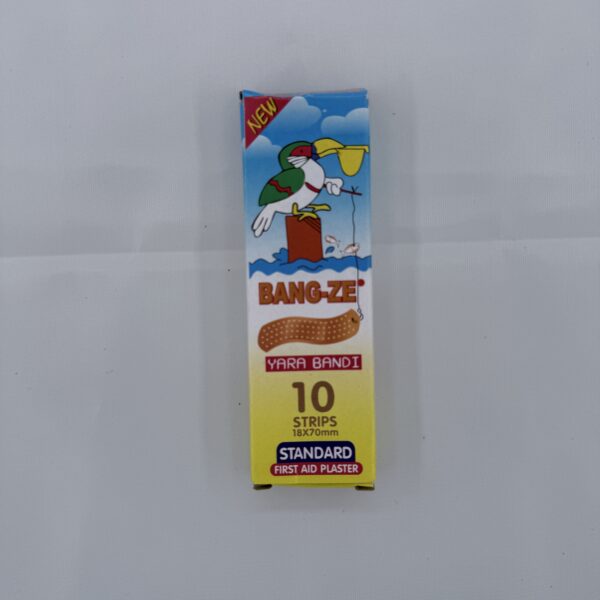 NEW
BANG-ZE
YARA BANDI
10
STRIPS
18X70mm
STANDARD
FIRST AID PLASTER